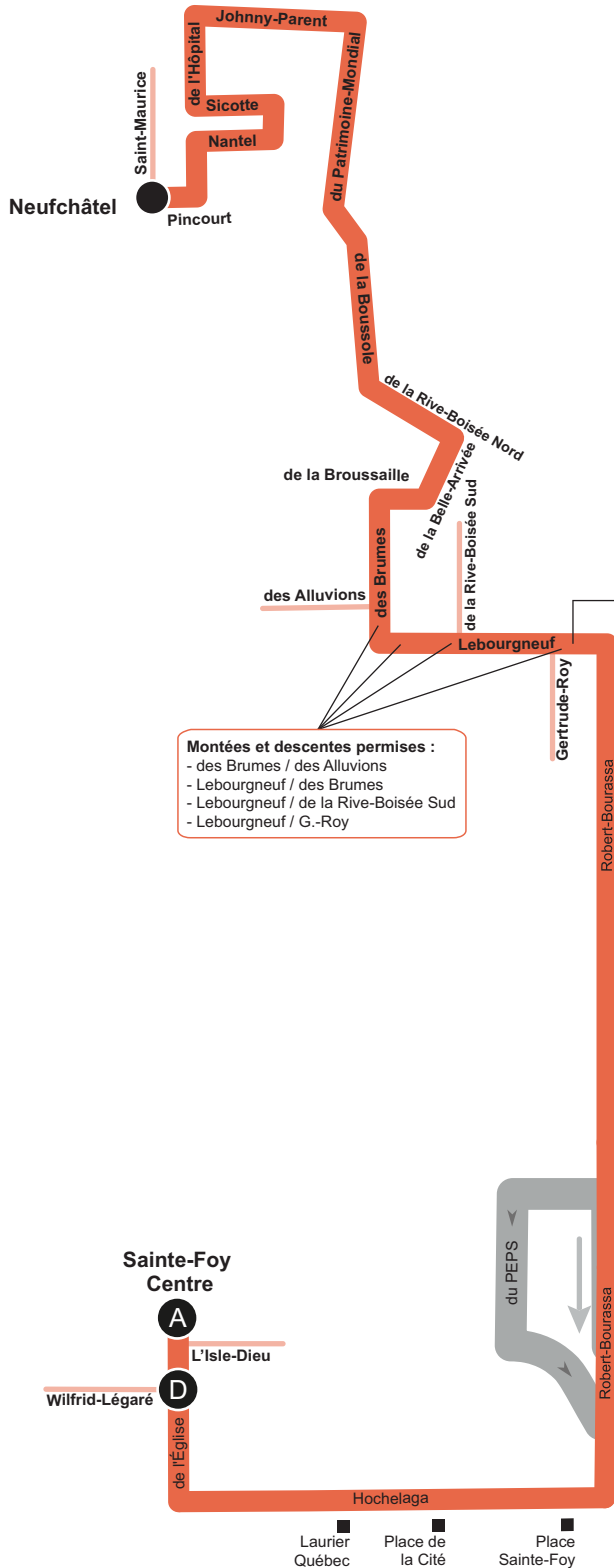 Johnny-Parent
de l'Hôpital
Sicotte
Nantel
Saint-Maurice
Neufchâtel
Pincourt
du Patrimoine-Mondial
de la Boussole
de la Rive-Boisée Nord
de la Belle-Arrivée
de la Broussaille
de la Rive-Boisée Sud
des Brumes
des Alluvions
Lebourgneuf
Gertrude-Roy
Montées et descentes permises :
- des Brumes / des Alluvions
- Lebourgneuf / des Brumes
- Lebourgneuf / de la Rive-Boisée Sud
- Lebourgneuf / G.-Roy
Robert-Bourassa
du PEPS
Robert-Bourassa
Sainte-Foy
Centre
A
L'Isle-Dieu
D
Wilfrid-Légaré
de l'Église
Hochelaga
Laurier
Québec
Place de
la Cité
Place
Sainte-Foy